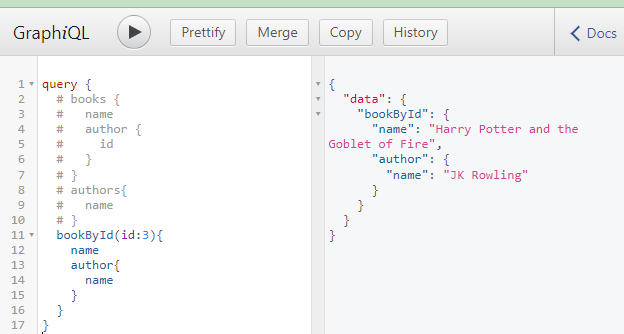 GraphiQL Prettify Merge Copy History Docs
1 query {
2 # books {
3 #   name
4 #   author {
5 #     id
6 #   }
7 # }
8 # authors{
9 #   name
10 # }
11 bookById(id:3){
12 name
13 author{
14 name
15 }
16 }
17 }
{
"data": {
"bookById": {
"name": "Harry Potter and the
Goblet of Fire",
"author": {
"name": "JK Rowling"
}
}
}
}